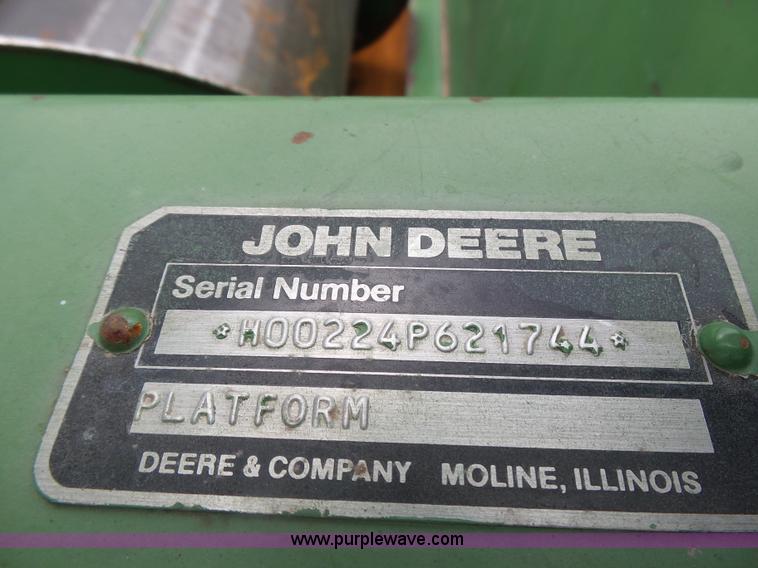 JOHN DEERE
Serial Number
*H00224P621744*
PLATFORM
DEERE & COMPANY MOLINE, ILLINOIS
www.purplewave.com